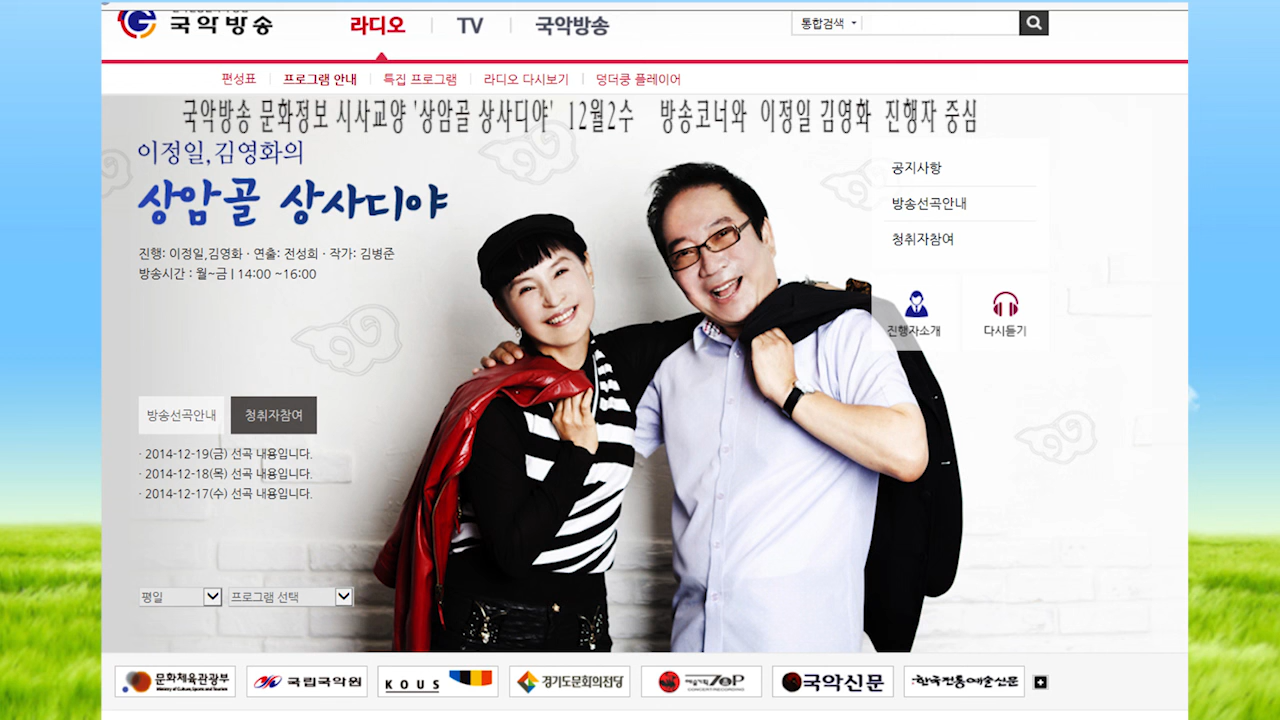 국악방송
라디오 | TV | 국악방송
통합검색
편성표 | 프로그램 안내 | 특집 프로그램 | 라디오 다시보기 | 덩더쿵 플레이어
국악방송 문화정보 시사교양 '상암골 상사디야' 12월2수 방송코너와 이정일 김영화 진행자 중심
이정일,김영화의
상암골 상사디야
진행: 이정일,김영화 · 연출: 전성희 · 작가: 김병준
방송시간 : 월~금 | 14:00 ~16:00
공지사항
방송선곡안내
청취자참여
진행자소개 다시듣기
방송선곡안내 청취자참여
· 2014-12-19(금) 선곡 내용입니다.
· 2014-12-18(목) 선곡 내용입니다.
· 2014-12-17(수) 선곡 내용입니다.
평일 프로그램 선택
문화체육관광부 국립국악원 KOUS 경기도문화의전당 예술기획 TOP 국악신문 한국전통예술신문
Ministry of Culture, Sports and Tourism